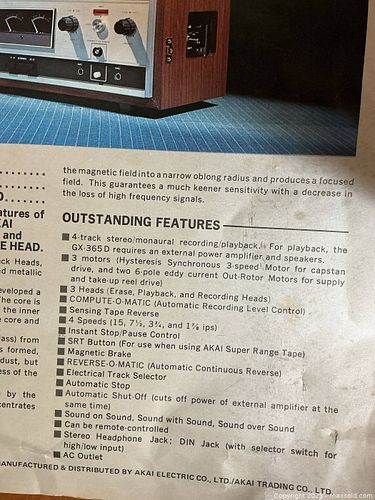 the magnetic field into a narrow oblong radius and produces a focused
field. This guarantees a much keener sensitivity with a decrease in
the loss of high frequency signals.
OUTSTANDING FEATURES
4-track stereo/monaural recording/playback. For playback, the
GX-365D requires an external power amplifier and speakers.
3 motors (Hysteresis Synchronous 3-speed Motor for capstan
drive, and two 6-pole eddy current Out-Rotor Motors for supply
and take-up reel drive)
3 Heads (Erase, Playback, and Recording Heads)
COMPUTE-O-MATIC (Automatic Recording Level Control)
Sensing Tape Reverse
4 Speeds (15, 7½, 3¾, and 1⅞ ips)
Instant Stop/Pause Control
SRT Button (For use when using AKAI Super Range Tape)
Magnetic Brake
REVERSE-O-MATIC (Automatic Continuous Reverse)
Electrical Track Selector
Automatic Stop
Automatic Shut-Off (cuts off power of external amplifier at the
same time)
Sound on Sound, Sound with Sound, Sound over Sound
Can be remote-controlled
Stereo Headphone Jack; DIN Jack (with selector switch for
high/low input)
AC Outlet
MANUFACTURED & DISTRIBUTED BY AKAI ELECTRIC CO., LTD./AKAI TRADING CO., LTD.
atures of
KAI
and
E HEAD.
ck Heads,
d metallic
eveloped a
The core is
the inner
core and
lass) from
s formed,
dust, but
ess of the
by the
centrates
Copyright 2023 - maxsold.com